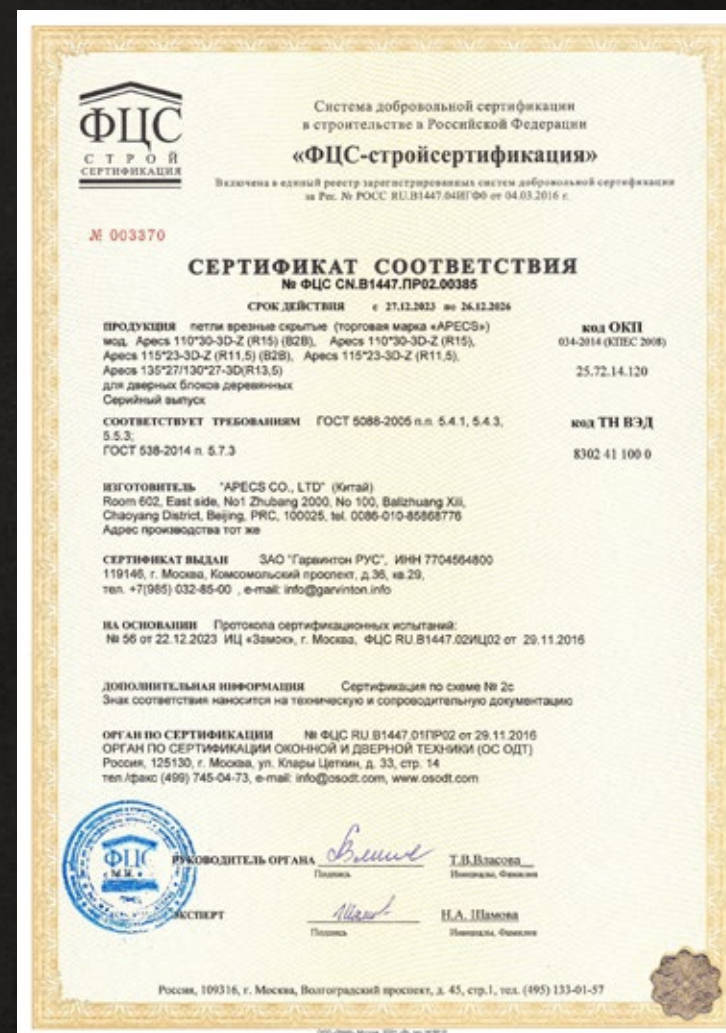 ФЦС
СТРОЙ
СЕРТИФИКАЦИЯ
Система добровольной сертификации
в строительстве в Российской Федерации
«ФЦС-стройсертификация»
Включена в единый реестр зарегистрированных систем добровольной сертификации
за Рег. № РОСС RU.В1447.04ИГФ0 от 04.03.2016 г.
№ 003370
СЕРТИФИКАТ СООТВЕТСТВИЯ
№ ФЦС CN.В1447.ПР02.00385
СРОК ДЕЙСТВИЯ с 27.12.2023 по 26.12.2026
ПРОДУКЦИЯ петли врезные скрытые (торговая марка «APECS») код ОКП
мод. Apecs 110*30-3D-Z (R15) (B2B), Apecs 110*30-3D-Z (R15), 034-2014 (КПЕС 2008)
Apecs 115*23-3D-Z (R11,5) (B2B), Apecs 115*23-3D-Z (R11,5),
Apecs 135*27/130*27-3D(R13,5) 25.72.14.120
для дверных блоков деревянных
Серийный выпуск
СООТВЕТСТВУЕТ ТРЕБОВАНИЯМ ГОСТ 5088-2005 п.п. 5.4.1, 5.4.3, код ТН ВЭД
5.5.3;
ГОСТ 538-2014 п. 5.7.3 8302 41 100 0
ИЗГОТОВИТЕЛЬ "APECS CO., LTD" (Китай)
Room 602, East side, No1 Zhubang 2000, No 100, Balizhuang Xili,
Chaoyang District, Beijing, PRC, 100025, tel. 0086-010-85868776
Адрес производства тот же
СЕРТИФИКАТ ВЫДАН ЗАО "Гарвинтон РУС", ИНН 7704564800
119146, г. Москва, Комсомольский проспект, д.36, кв.29,
тел. +7(985) 032-85-00 , e-mail: info@garvinton.info
НА ОСНОВАНИИ Протокола сертификационных испытаний:
№ 56 от 22.12.2023 ИЦ «Замок», г. Москва, ФЦС RU.В1447.02ИЦ02 от 29.11.2016
ДОПОЛНИТЕЛЬНАЯ ИНФОРМАЦИЯ Сертификация по схеме № 2с
Знак соответствия наносится на техническую и сопроводительную документацию
ОРГАН ПО СЕРТИФИКАЦИИ № ФЦС RU.В1447.01ПР02 от 29.11.2016
ОРГАН ПО СЕРТИФИКАЦИИ ОКОННОЙ И ДВЕРНОЙ ТЕХНИКИ (ОС ОДТ)
Россия, 125130, г. Москва, ул. Клары Цеткин, д. 33, стр. 14
тел./факс (499) 745-04-73, e-mail: info@osodt.com, www.osodt.com
ФЦС
М.П.
РУКОВОДИТЕЛЬ ОРГАНА Т.В.Власова
Подпись Инициалы, Фамилия
ЭКСПЕРТ Н.А. Шамова
Подпись Инициалы, Фамилия
Россия, 109316, г. Москва, Волгоградский проспект, д. 45, стр.1, тел. (495) 133-01-57